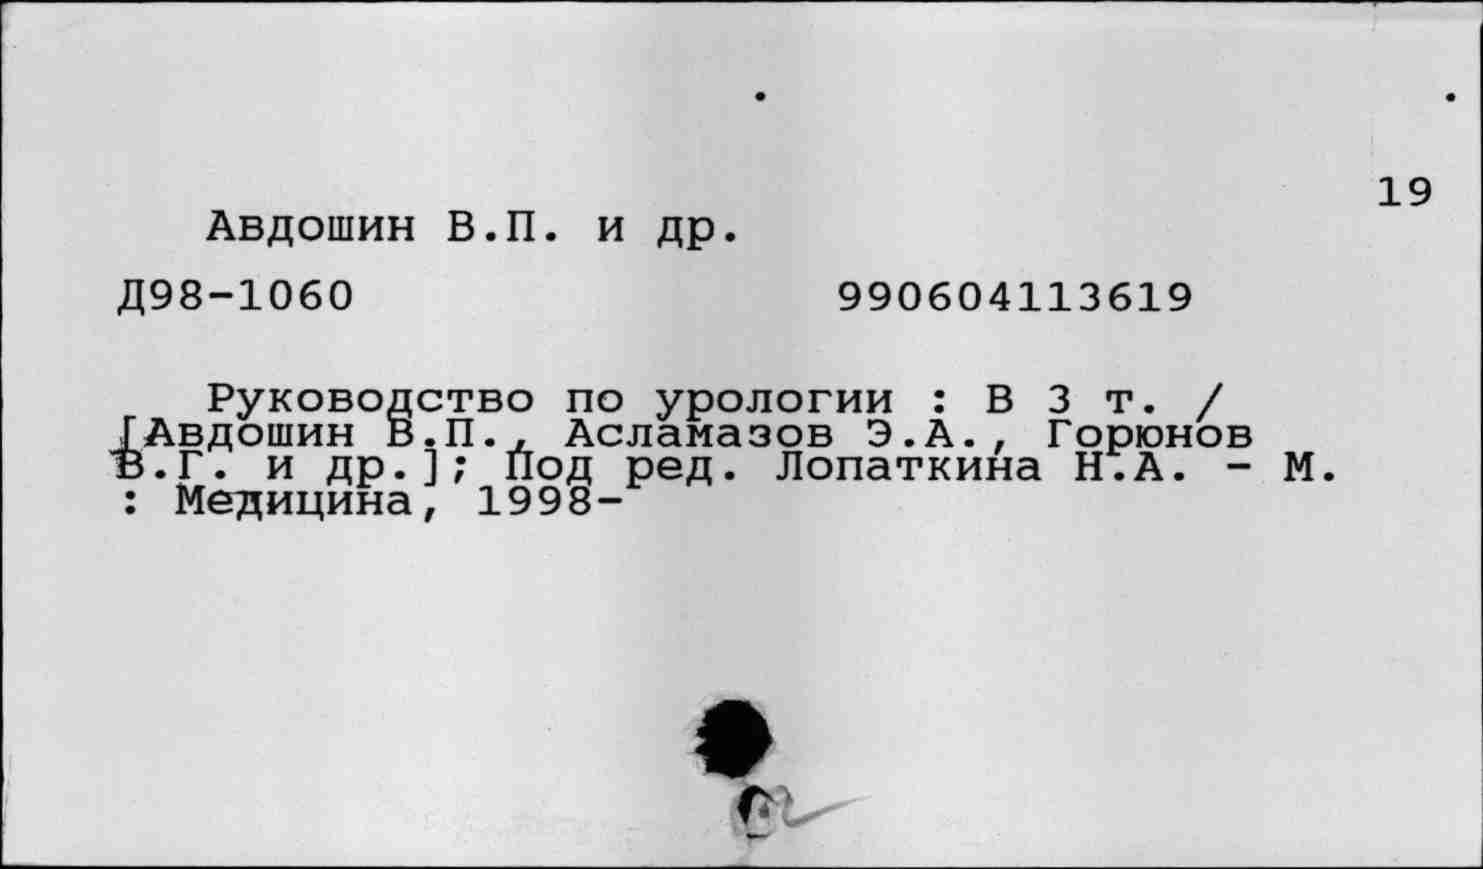 19
Авдошин В.П. и др.
Д98-1060 990604113619
Руководство по урологии : В 3 т. /
[Авдошин В.П., Асламазов Э.А., Горюнов
В.Г. и др.]; Под ред. Лопаткина Н.А. - М.
: Медицина, 1998-